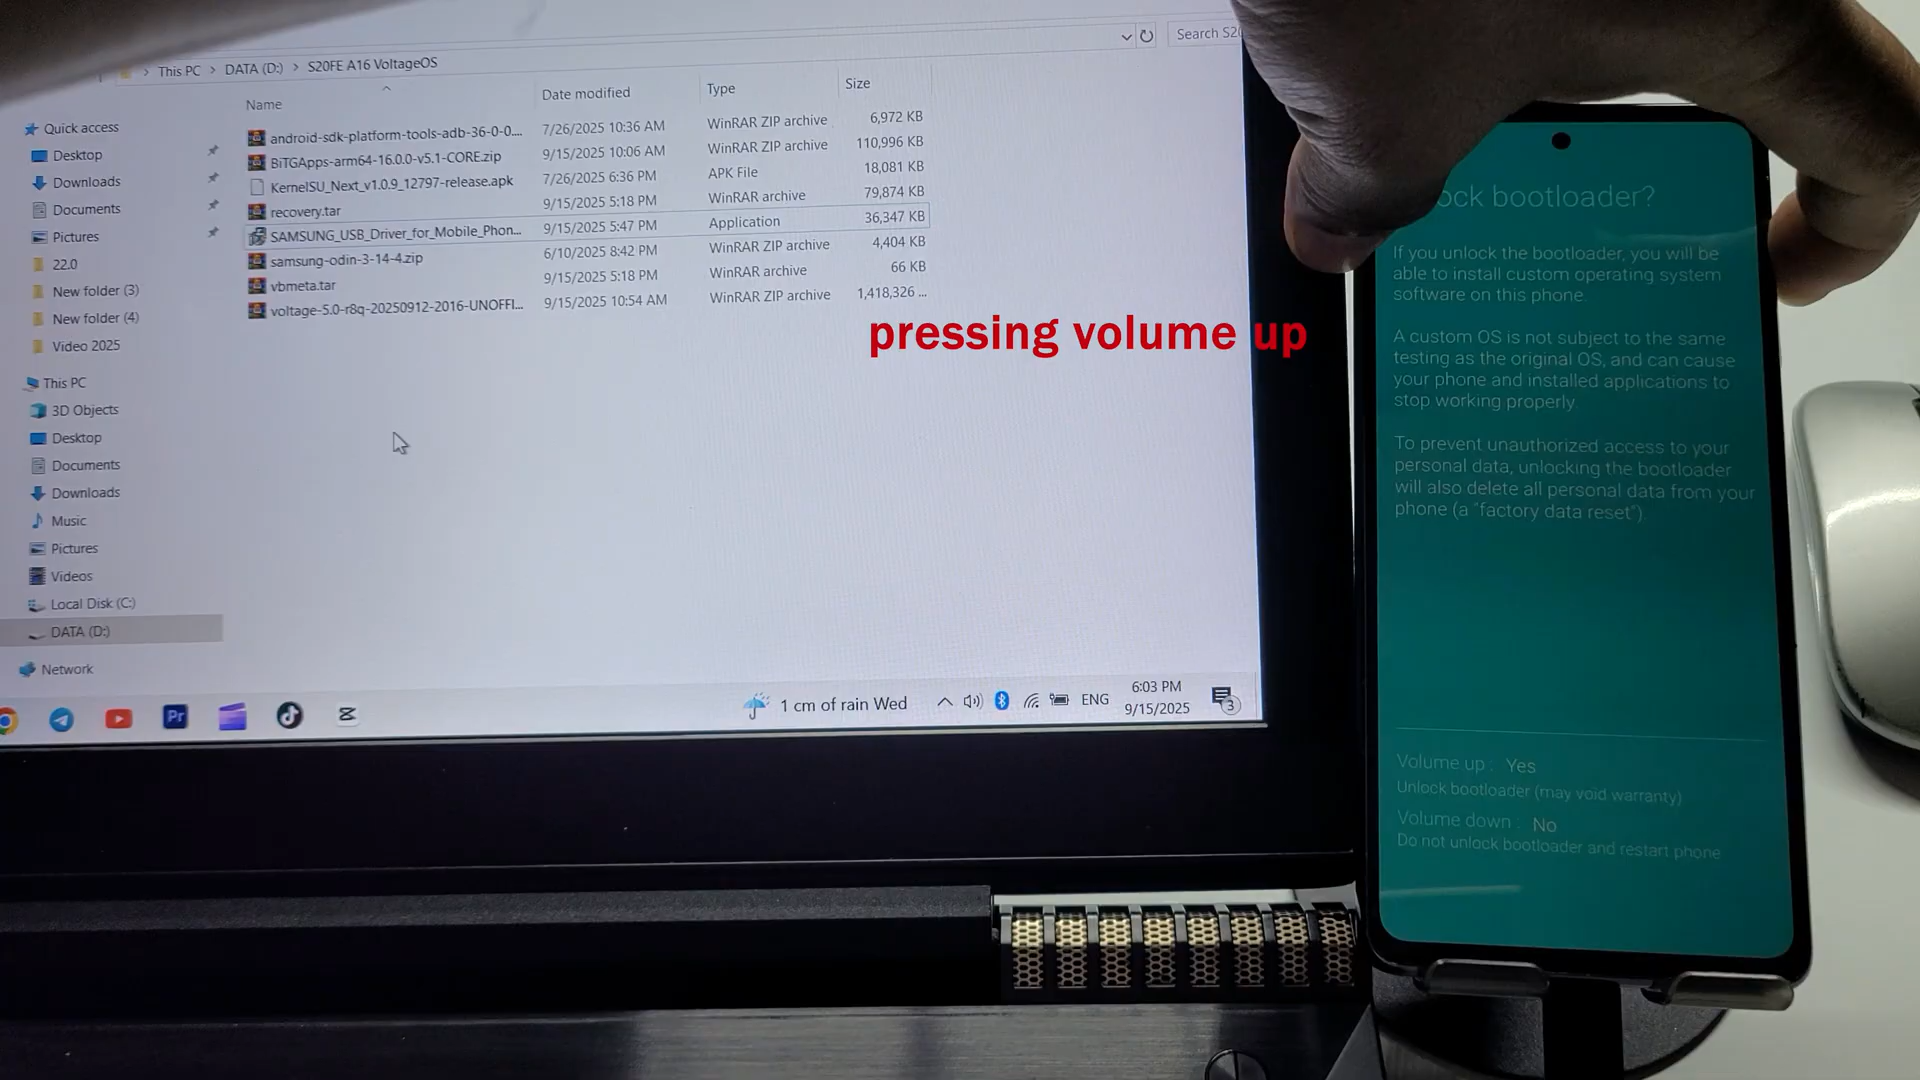 This PC > DATA (D:) > S20FE A16 VoltageOS
Search S20
Name Date modified Type Size
android-sdk-platform-tools-adb-36-0-0.... 7/26/2025 10:36 AM WinRAR ZIP archive 6,972 KB
BiTGApps-arm64-16.0.0-v5.1-CORE.zip 9/15/2025 10:06 AM WinRAR ZIP archive 110,996 KB
KernelSU_Next_v1.0.9_12797-release.apk 7/26/2025 6:36 PM APK File 18,081 KB
recovery.tar 9/15/2025 5:18 PM WinRAR archive 79,874 KB
SAMSUNG_USB_Driver_for_Mobile_Phon... 9/15/2025 5:47 PM Application 36,347 KB
samsung-odin-3-14-4.zip 6/10/2025 8:42 PM WinRAR ZIP archive 4,404 KB
vbmeta.tar 9/15/2025 5:18 PM WinRAR archive 66 KB
voltage-5.0-r8q-20250912-2016-UNOFFI... 9/15/2025 10:54 AM WinRAR ZIP archive 1,418,326 ...
Quick access
Desktop
Downloads
Documents
Pictures
22.0
New folder (3)
New folder (4)
Video 2025
This PC
3D Objects
Desktop
Documents
Downloads
Music
Pictures
Videos
Local Disk (C:)
DATA (D:)
Network
pressing volume up
Pr
1 cm of rain Wed
ENG
6:03 PM
9/15/2025
3
ock bootloader?
If you unlock the bootloader, you will be
able to install custom operating system
software on this phone.
A custom OS is not subject to the same
testing as the original OS, and can cause
your phone and installed applications to
stop working properly.
To prevent unauthorized access to your
personal data, unlocking the bootloader
will also delete all personal data from your
phone (a "factory data reset").
Volume up : Yes
Unlock bootloader (may void warranty)
Volume down : No
Do not unlock bootloader and restart phone